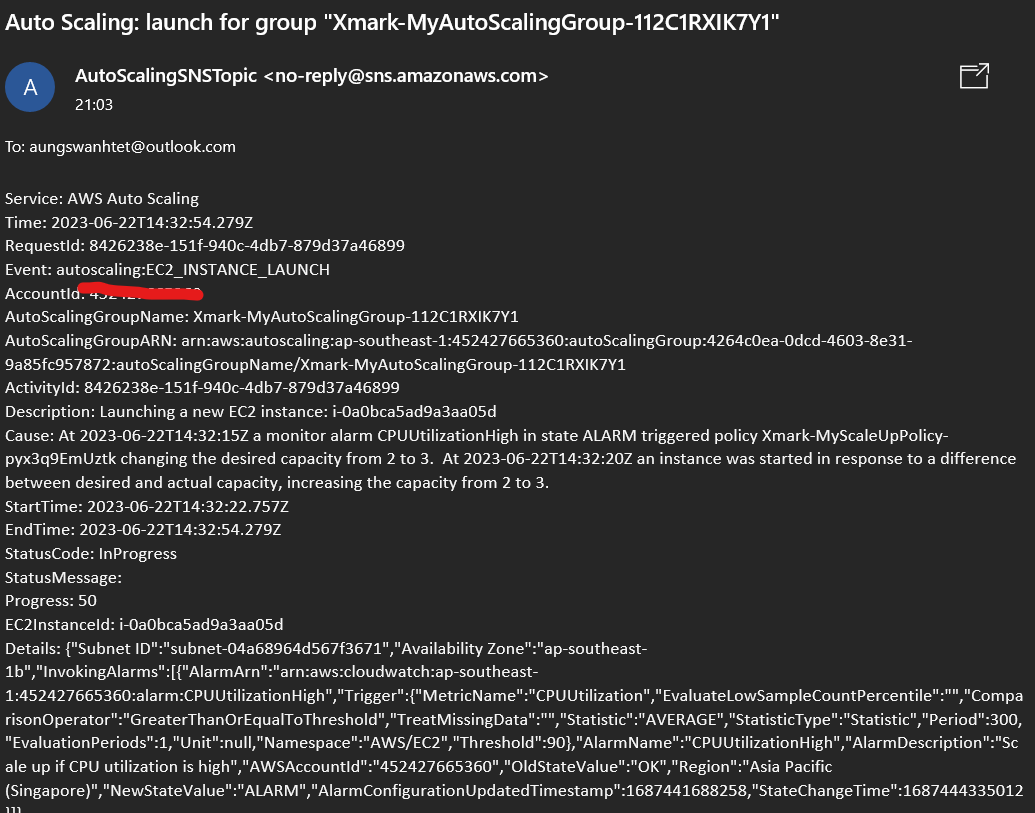 Auto Scaling: launch for group "Xmark-MyAutoScalingGroup-112C1RXIK7Y1"
A
AutoScalingSNSTopic <no-reply@sns.amazonaws.com>
21:03
To: aungswanhtet@outlook.com
Service: AWS Auto Scaling
Time: 2023-06-22T14:32:54.279Z
RequestId: 8426238e-151f-940c-4db7-879d37a46899
Event: autoscaling:EC2_INSTANCE_LAUNCH
AccountId:
AutoScalingGroupName: Xmark-MyAutoScalingGroup-112C1RXIK7Y1
AutoScalingGroupARN: arn:aws:autoscaling:ap-southeast-1:452427665360:autoScalingGroup:4264c0ea-0dcd-4603-8e31-
9a85fc957872:autoScalingGroupName/Xmark-MyAutoScalingGroup-112C1RXIK7Y1
ActivityId: 8426238e-151f-940c-4db7-879d37a46899
Description: Launching a new EC2 instance: i-0a0bca5ad9a3aa05d
Cause: At 2023-06-22T14:32:15Z a monitor alarm CPUUtilizationHigh in state ALARM triggered policy Xmark-MyScaleUpPolicy-
pyx3q9EmUztk changing the desired capacity from 2 to 3.  At 2023-06-22T14:32:20Z an instance was started in response to a difference
between desired and actual capacity, increasing the capacity from 2 to 3.
StartTime: 2023-06-22T14:32:22.757Z
EndTime: 2023-06-22T14:32:54.279Z
StatusCode: InProgress
StatusMessage:
Progress: 50
EC2InstanceId: i-0a0bca5ad9a3aa05d
Details: {"Subnet ID":"subnet-04a68964d567f3671","Availability Zone":"ap-southeast-
1b","InvokingAlarms":[{"AlarmArn":"arn:aws:cloudwatch:ap-southeast-
1:452427665360:alarm:CPUUtilizationHigh","Trigger":{"MetricName":"CPUUtilization","EvaluateLowSampleCountPercentile":"","Compa
risonOperator":"GreaterThanOrEqualToThreshold","TreatMissingData":"","Statistic":"AVERAGE","StatisticType":"Statistic","Period":300,
"EvaluationPeriods":1,"Unit":null,"Namespace":"AWS/EC2","Threshold":90},"AlarmName":"CPUUtilizationHigh","AlarmDescription":"Sc
ale up if CPU utilization is high","AWSAccountId":"452427665360","OldStateValue":"OK","Region":"Asia Pacific
(Singapore)","NewStateValue":"ALARM","AlarmConfigurationUpdatedTimestamp":1687441688258,"StateChangeTime":1687444335012